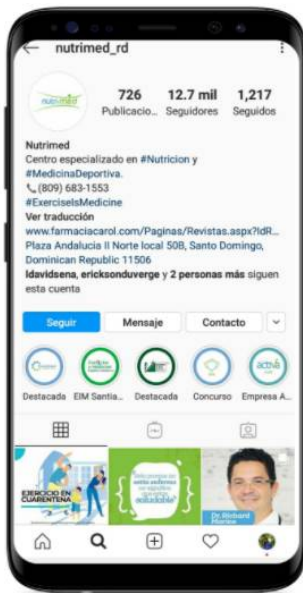 nutrimed_rd
nutrimed
726 12.7 mil 1,217
Publicacio... Seguidores Seguidos
Nutrimed
Centro especializado en #Nutricion y
#MedicinaDeportiva.
(809) 683-1553
#ExerciseIsMedicine
Ver traducción
www.farmaciacarol.com/Paginas/Revistas.aspx?IdR...
Plaza Andalucia II Norte local 50B, Santo Domingo,
Dominican Republic 11506
ldavidsena, ericksonduverge y 2 personas más siguen
esta cuenta
Seguir Mensaje Contacto
activa
Destacada EIM Santia... Destacada Concurso Empresa A...
EJERCICIO EN
CUARENTENA
saludable?
Dr. Richard